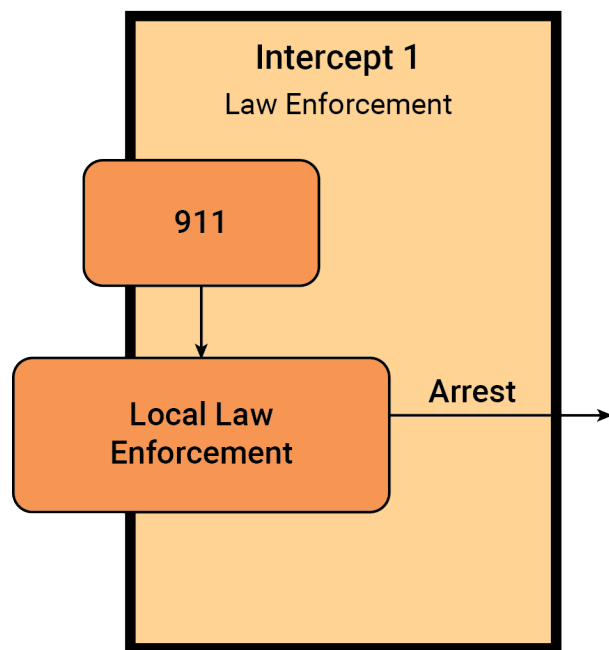 Intercept 1
Law Enforcement
911
Local Law
Enforcement
Arrest